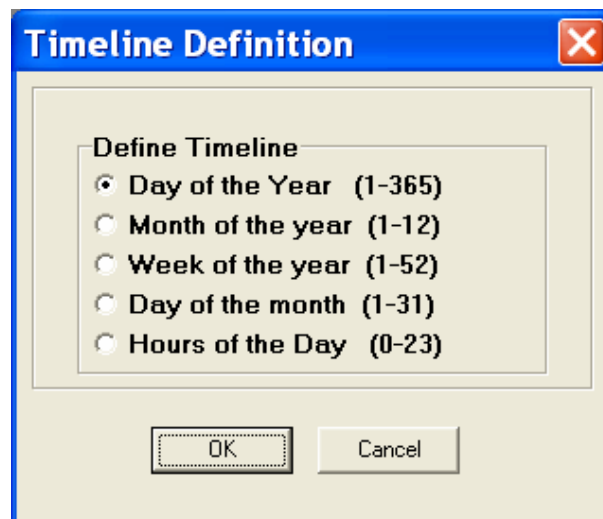 Timeline Definition
Define Timeline
Day of the Year (1-365)
Month of the year (1-12)
Week of the year (1-52)
Day of the month (1-31)
Hours of the Day (0-23)
OK Cancel